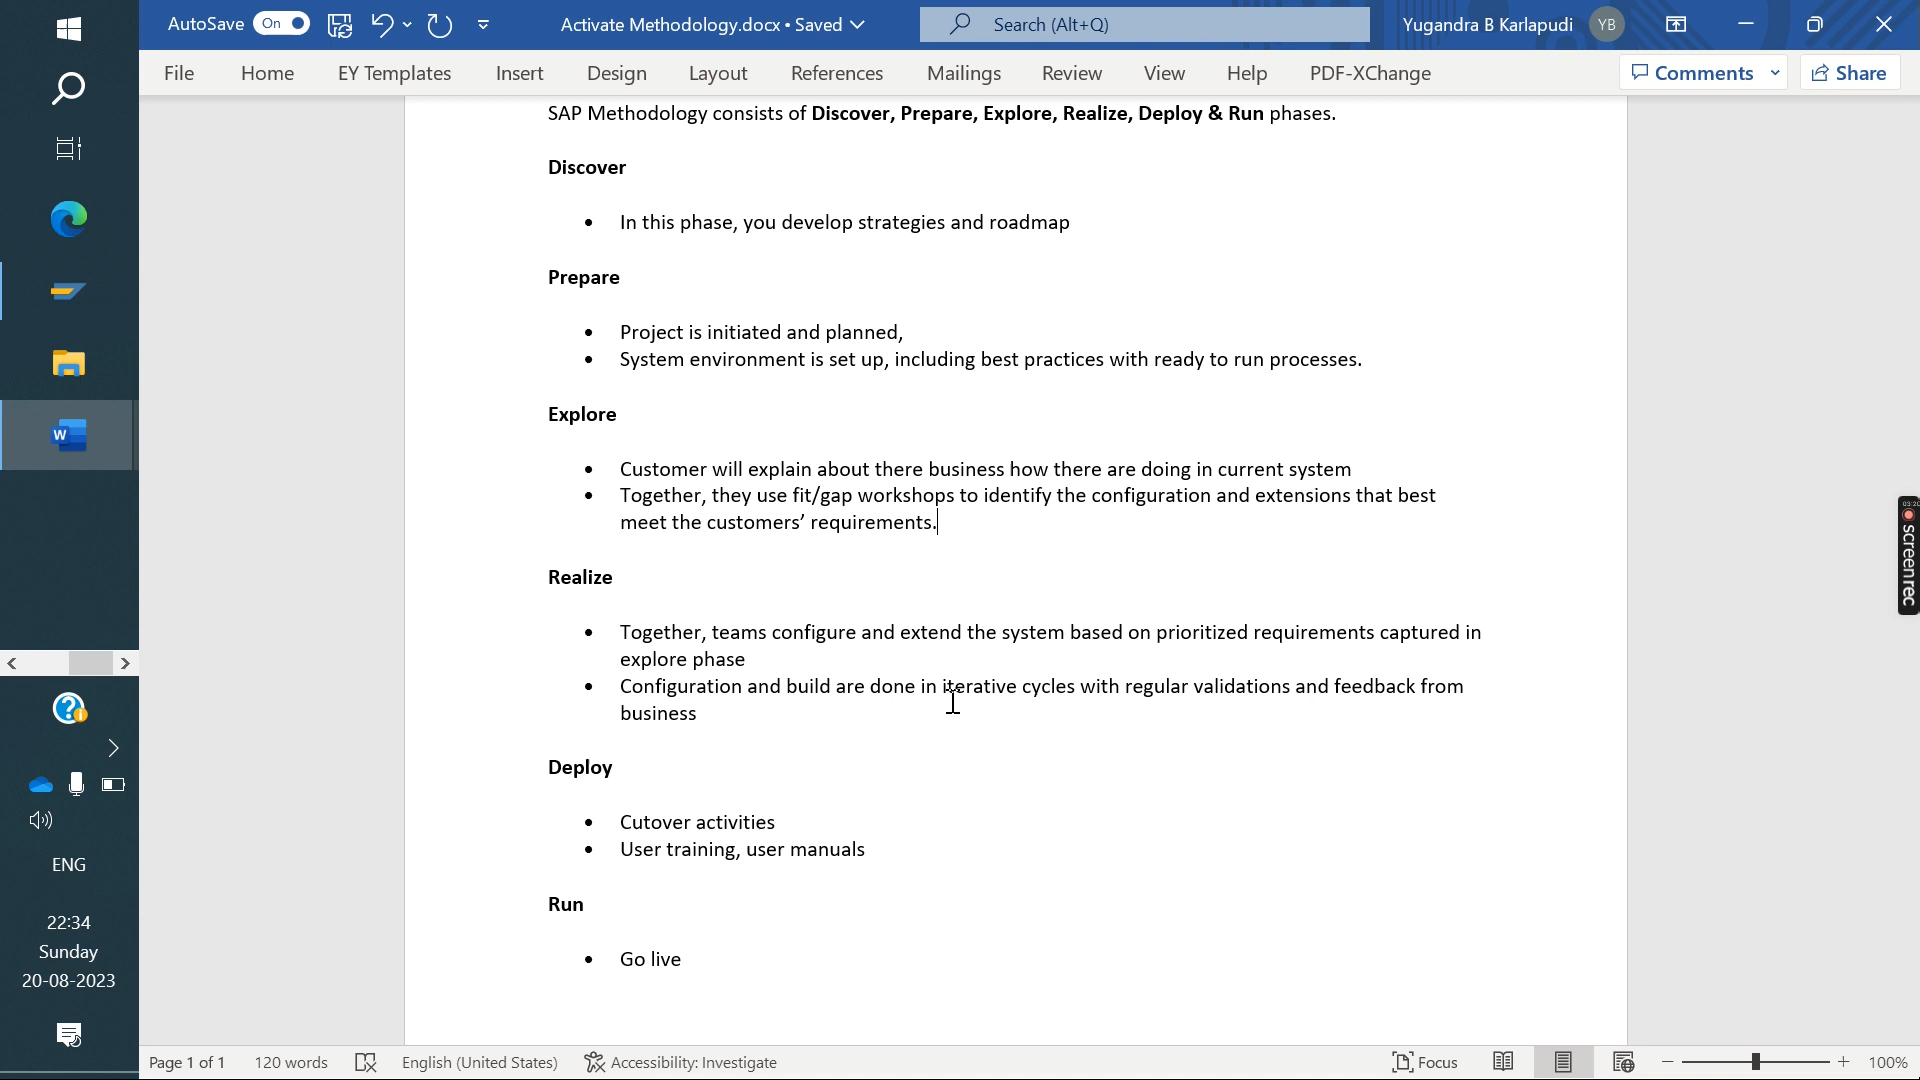 AutoSave On Activate Methodology.docx • Saved Search (Alt+Q) Yugandra B Karlapudi YB
File Home EY Templates Insert Design Layout References Mailings Review View Help PDF-XChange Comments Share
SAP Methodology consists of Discover, Prepare, Explore, Realize, Deploy & Run phases.
Discover
• In this phase, you develop strategies and roadmap
Prepare
• Project is initiated and planned,
• System environment is set up, including best practices with ready to run processes.
Explore
• Customer will explain about there business how there are doing in current system
• Together, they use fit/gap workshops to identify the configuration and extensions that best
meet the customers’ requirements.
Realize
• Together, teams configure and extend the system based on prioritized requirements captured in
explore phase
• Configuration and build are done in iterative cycles with regular validations and feedback from
business
Deploy
• Cutover activities
• User training, user manuals
Run
• Go live
W
ENG
22:34
Sunday
20-08-2023
screenrec
Page 1 of 1 120 words English (United States) Accessibility: Investigate Focus 100%